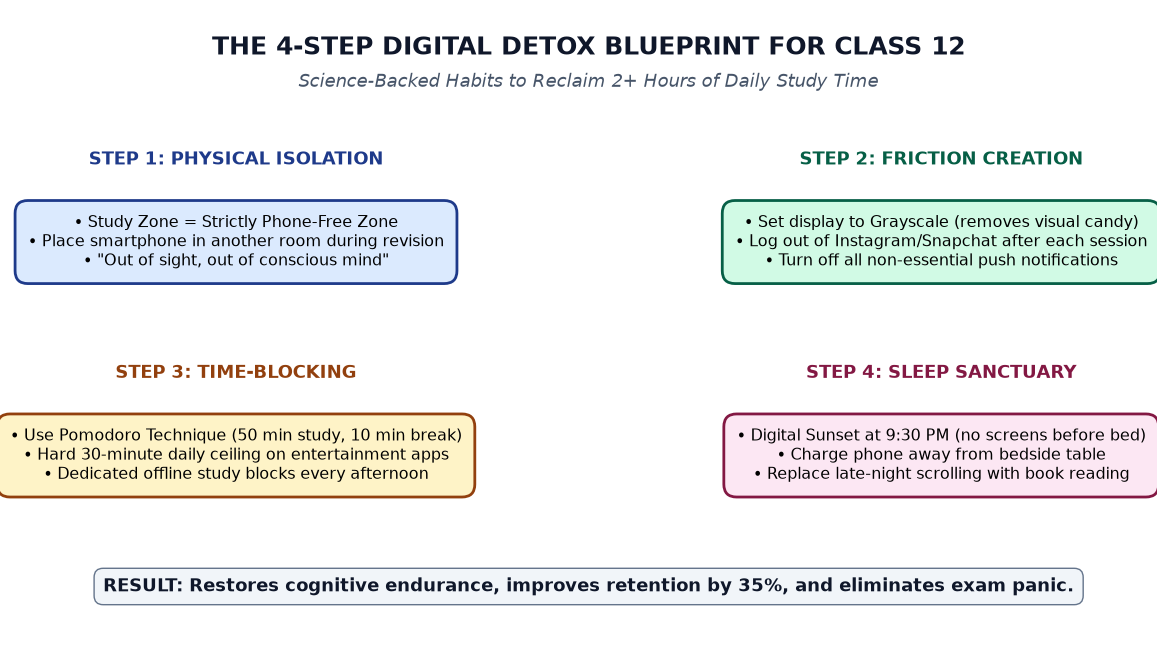 THE 4-STEP DIGITAL DETOX BLUEPRINT FOR CLASS 12
Science-Backed Habits to Reclaim 2+ Hours of Daily Study Time
STEP 1: PHYSICAL ISOLATION
• Study Zone = Strictly Phone-Free Zone
• Place smartphone in another room during revision
• "Out of sight, out of conscious mind"
STEP 2: FRICTION CREATION
• Set display to Grayscale (removes visual candy)
• Log out of Instagram/Snapchat after each session
• Turn off all non-essential push notifications
STEP 3: TIME-BLOCKING
• Use Pomodoro Technique (50 min study, 10 min break)
• Hard 30-minute daily ceiling on entertainment apps
• Dedicated offline study blocks every afternoon
STEP 4: SLEEP SANCTUARY
• Digital Sunset at 9:30 PM (no screens before bed)
• Charge phone away from bedside table
• Replace late-night scrolling with book reading
RESULT: Restores cognitive endurance, improves retention by 35%, and eliminates exam panic.